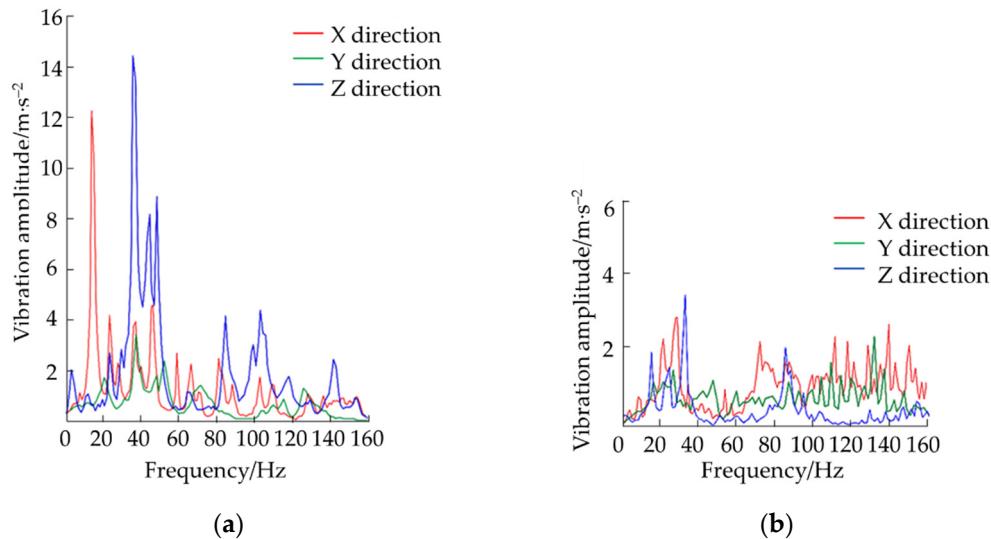 16
14
12
10
8
6
4
2
0 20 40 60 80 100 120 140 160
Vibration amplitude/m·s⁻²
Frequency/Hz
X direction
Y direction
Z direction
(a)
6
4
2
0 20 40 60 80 100 120 140 160
Vibration amplitude/m·s⁻²
Frequency/Hz
X direction
Y direction
Z direction
(b)